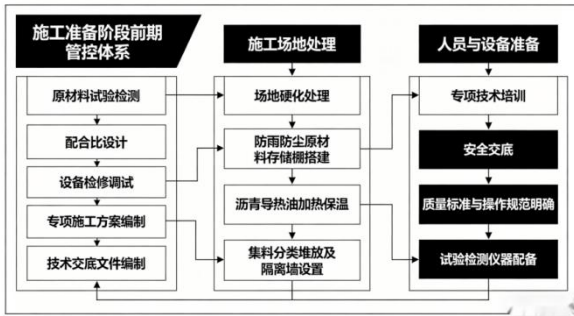 施工准备阶段前期
管控体系
原材料试验检测
配合比设计
设备检修调试
专项施工方案编制
技术交底文件编制
施工场地处理
场地硬化处理
防雨防尘原材
料存储棚搭建
沥青导热油加热保温
集料分类堆放及
隔离墙设置
人员与设备准备
专项技术培训
安全交底
质量标准与操作规范明确
试验检测仪器配备